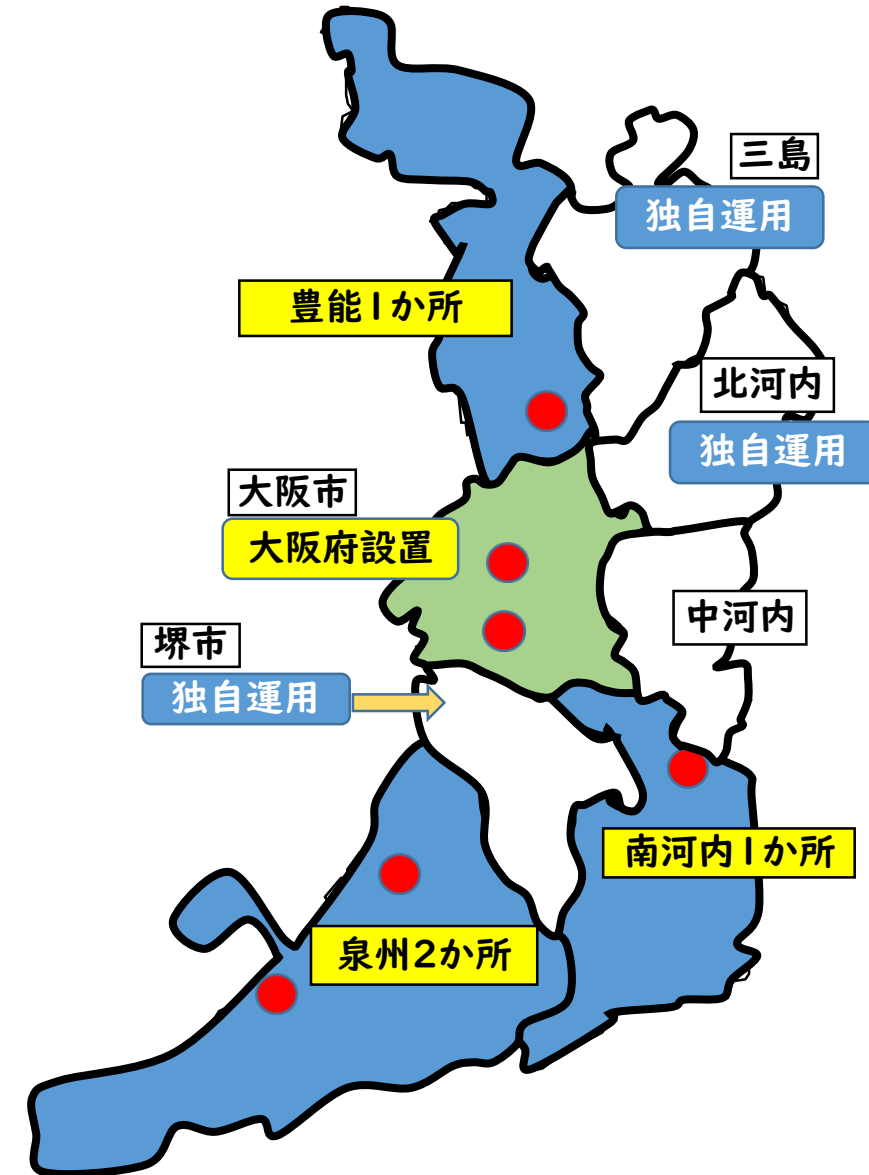 三島
独自運用
豊能1か所
北河内
独自運用
大阪市
大阪府設置
中河内
堺市
独自運用
南河内1か所
泉州2か所